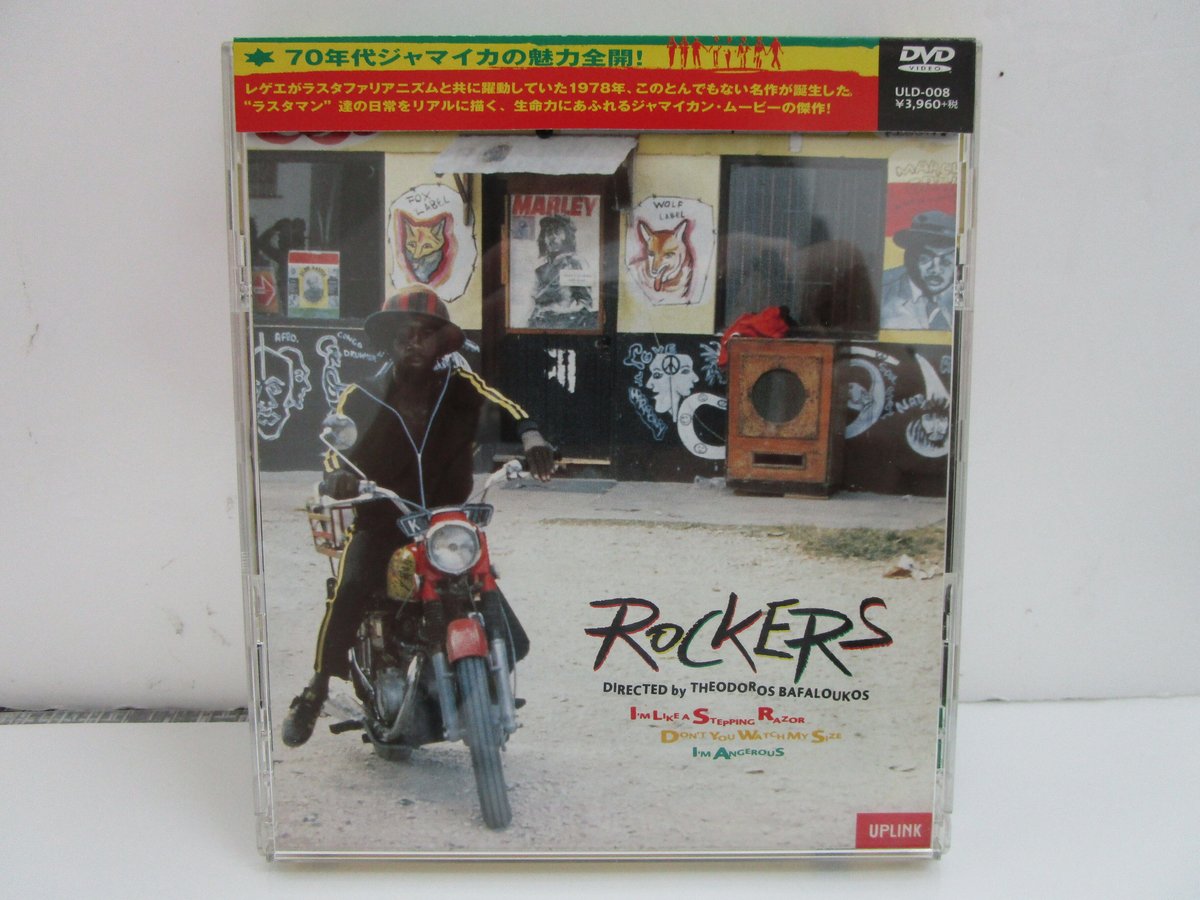 70年代ジャマイカの魅力全開!
レゲエがラスタファリアニズムと共に躍動していた1978年、このとんでもない名作が誕生した。
“ラスタマン”達の日常をリアルに描く、生命力にあふれるジャマイカン・ムービーの傑作!
DVD
VIDEO
ULD-008
¥3,960+税
FOX
LABEL
MARLEY
WOLF
LABEL
AFRO.
CONGO
DRUMMER
LOVE
HARMONY
NAT
K
ROCKERS
DIRECTED by THEODOROS BAFALOUKOS
I'M LIKE A STEPPING RAZOR
DON'T YOU WATCH MY SIZE
I'M ANGEROUS
UPLINK